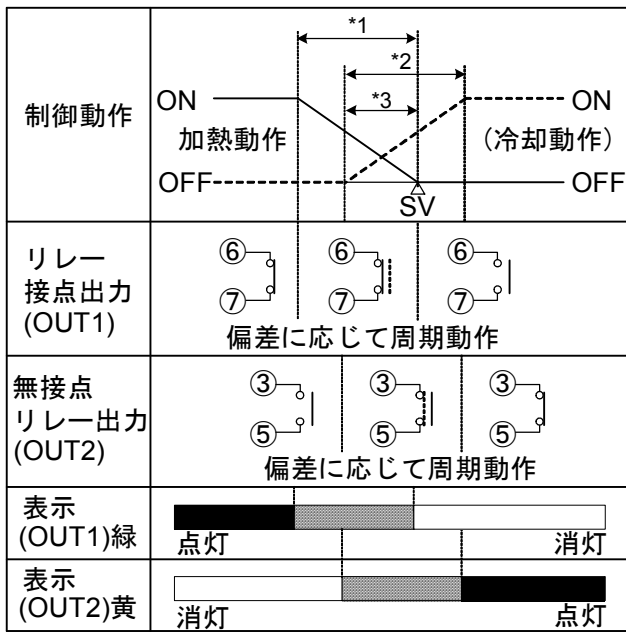 制御動作
*1
*2
*3
ON
ON
加熱動作
(冷却動作)
OFF
OFF
SV
リレー
接点出力
(OUT1)
⑥
⑦
⑥
⑦
⑥
⑦
偏差に応じて周期動作
無接点
リレー出力
(OUT2)
③
⑤
③
⑤
③
⑤
偏差に応じて周期動作
表示
(OUT1)緑
点灯
消灯
表示
(OUT2)黄
消灯
点灯